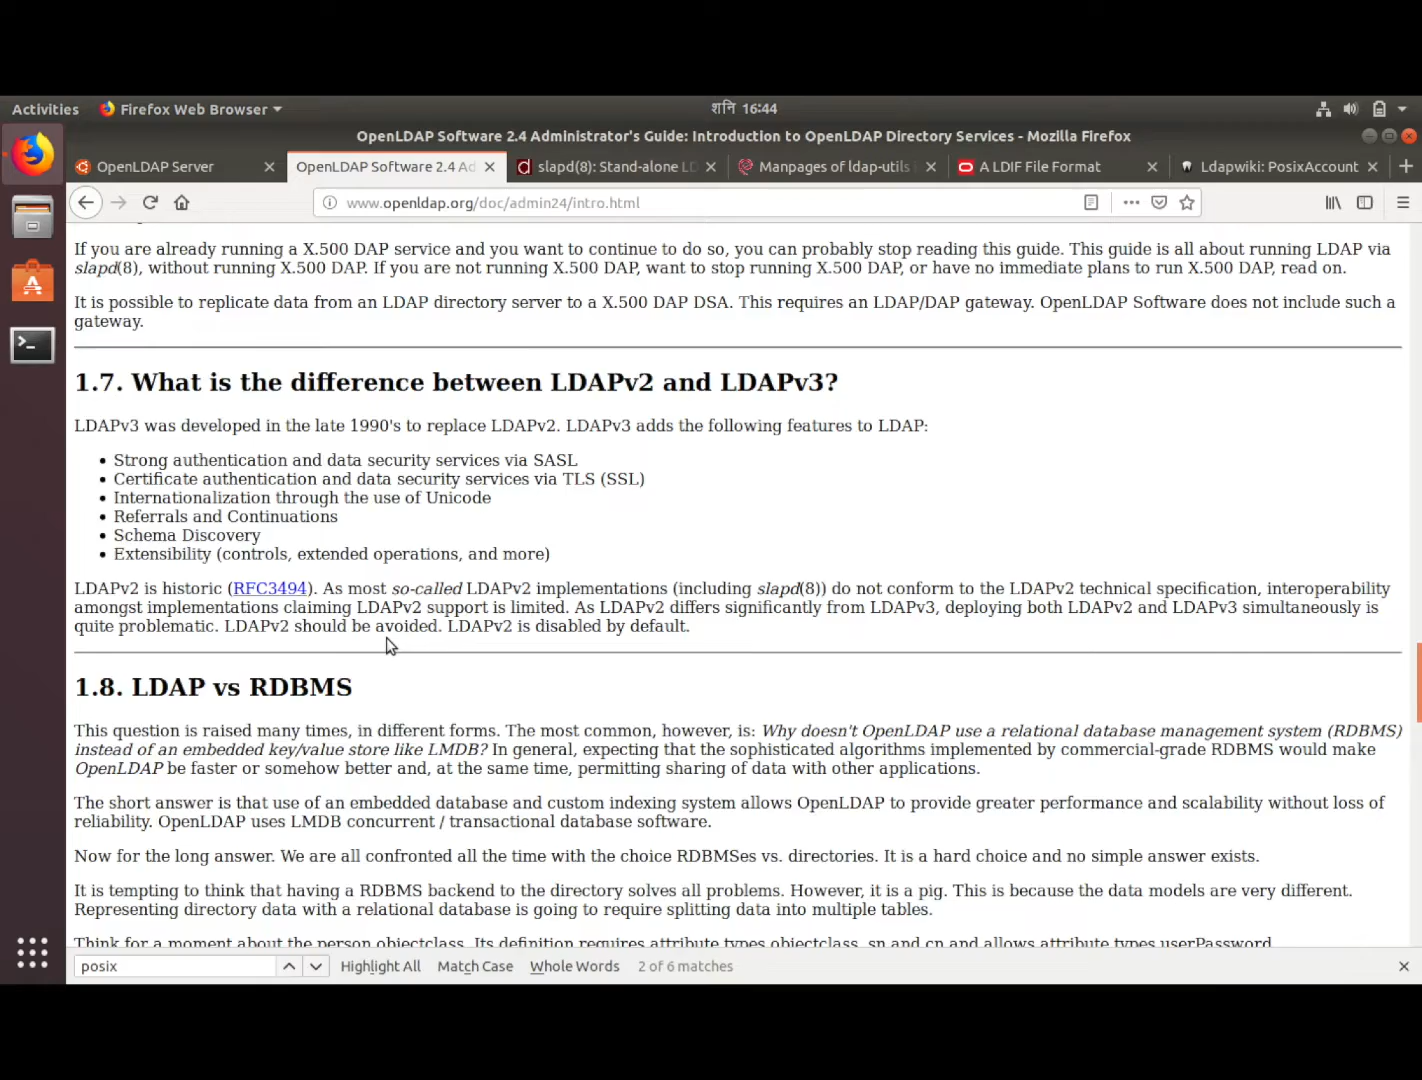 Activities Firefox Web Browser शनि 16:44
OpenLDAP Software 2.4 Administrator's Guide: Introduction to OpenLDAP Directory Services - Mozilla Firefox
OpenLDAP Server OpenLDAP Software 2.4 Ad slapd(8): Stand-alone LD Manpages of ldap-utils A LDIF File Format Ldapwiki: PosixAccount
www.openldap.org/doc/admin24/intro.html
If you are already running a X.500 DAP service and you want to continue to do so, you can probably stop reading this guide. This guide is all about running LDAP via
slapd(8), without running X.500 DAP. If you are not running X.500 DAP, want to stop running X.500 DAP, or have no immediate plans to run X.500 DAP, read on.
It is possible to replicate data from an LDAP directory server to a X.500 DAP DSA. This requires an LDAP/DAP gateway. OpenLDAP Software does not include such a
gateway.
1.7. What is the difference between LDAPv2 and LDAPv3?
LDAPv3 was developed in the late 1990's to replace LDAPv2. LDAPv3 adds the following features to LDAP:
• Strong authentication and data security services via SASL
• Certificate authentication and data security services via TLS (SSL)
• Internationalization through the use of Unicode
• Referrals and Continuations
• Schema Discovery
• Extensibility (controls, extended operations, and more)
LDAPv2 is historic (RFC3494). As most so-called LDAPv2 implementations (including slapd(8)) do not conform to the LDAPv2 technical specification, interoperability
amongst implementations claiming LDAPv2 support is limited. As LDAPv2 differs significantly from LDAPv3, deploying both LDAPv2 and LDAPv3 simultaneously is
quite problematic. LDAPv2 should be avoided. LDAPv2 is disabled by default.
1.8. LDAP vs RDBMS
This question is raised many times, in different forms. The most common, however, is: Why doesn't OpenLDAP use a relational database management system (RDBMS)
instead of an embedded key/value store like LMDB? In general, expecting that the sophisticated algorithms implemented by commercial-grade RDBMS would make
OpenLDAP be faster or somehow better and, at the same time, permitting sharing of data with other applications.
The short answer is that use of an embedded database and custom indexing system allows OpenLDAP to provide greater performance and scalability without loss of
reliability. OpenLDAP uses LMDB concurrent / transactional database software.
Now for the long answer. We are all confronted all the time with the choice RDBMSes vs. directories. It is a hard choice and no simple answer exists.
It is tempting to think that having a RDBMS backend to the directory solves all problems. However, it is a pig. This is because the data models are very different.
Representing directory data with a relational database is going to require splitting data into multiple tables.
Think for a moment about the person objectclass. Its definition requires attribute types objectclass, sn and cn and allows attribute types userPassword,
posix Highlight All Match Case Whole Words 2 of 6 matches